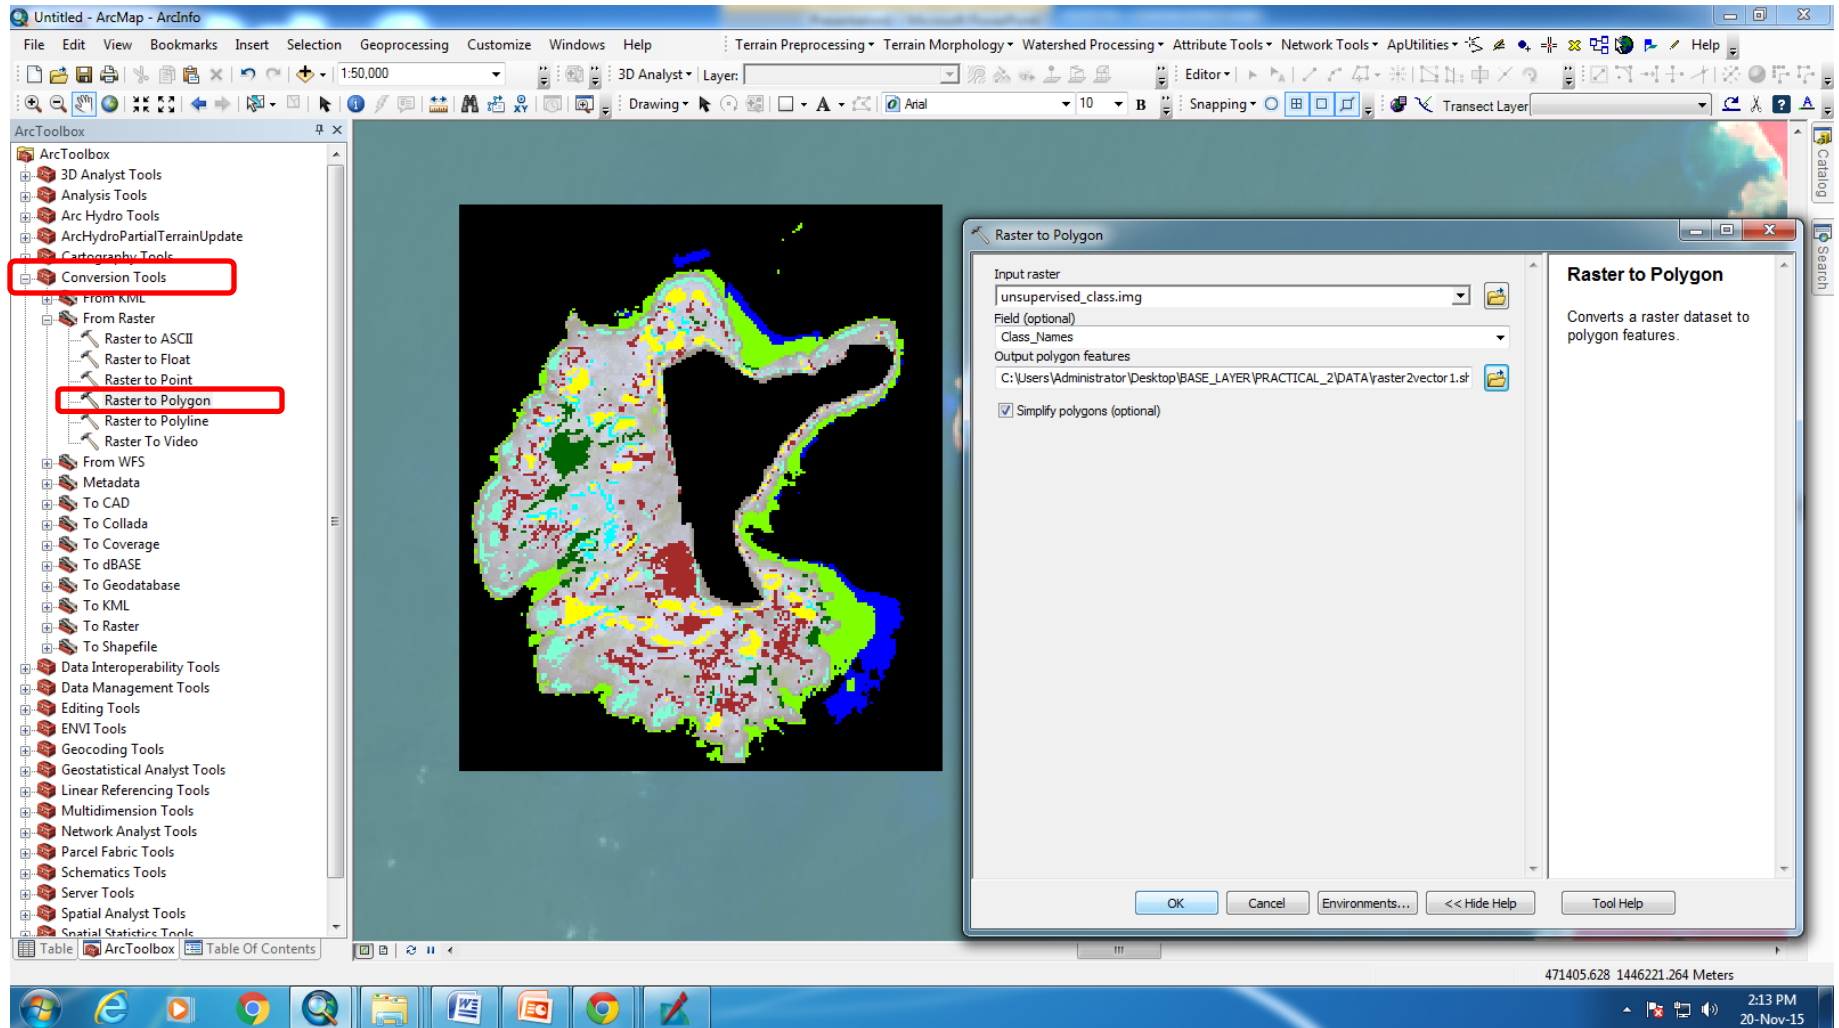 Untitled - ArcMap - ArcInfo
File Edit View Bookmarks Insert Selection Geoprocessing Customize Windows Help Terrain Preprocessing Terrain Morphology Watershed Processing Attribute Tools Network Tools ApUtilities Help
1:50,000 3D Analyst Layer: Editor
Drawing A Arial 10 B Snapping Transect Layer A
ArcToolbox
ArcToolbox
3D Analyst Tools
Analysis Tools
Arc Hydro Tools
ArcHydroPartialTerrainUpdate
Cartography Tools
Conversion Tools
From KML
From Raster
Raster to ASCII
Raster to Float
Raster to Point
Raster to Polygon
Raster to Polyline
Raster To Video
From WFS
Metadata
To CAD
To Collada
To Coverage
To dBASE
To Geodatabase
To KML
To Raster
To Shapefile
Data Interoperability Tools
Data Management Tools
Editing Tools
ENVI Tools
Geocoding Tools
Geostatistical Analyst Tools
Linear Referencing Tools
Multidimension Tools
Network Analyst Tools
Parcel Fabric Tools
Schematics Tools
Server Tools
Spatial Analyst Tools
Spatial Statistics Tools
Table ArcToolbox Table Of Contents
Raster to Polygon
Input raster
unsupervised_class.img
Field (optional)
Class_Names
Output polygon features
C:\Users\Administrator\Desktop\BASE_LAYER\PRACTICAL_2\DATA\raster2vector1.sh
Simplify polygons (optional)
Raster to Polygon
Converts a raster dataset to
polygon features.
OK Cancel Environments... << Hide Help Tool Help
Catalog
Search
471405.628 1446221.264 Meters
2:13 PM
20-Nov-15